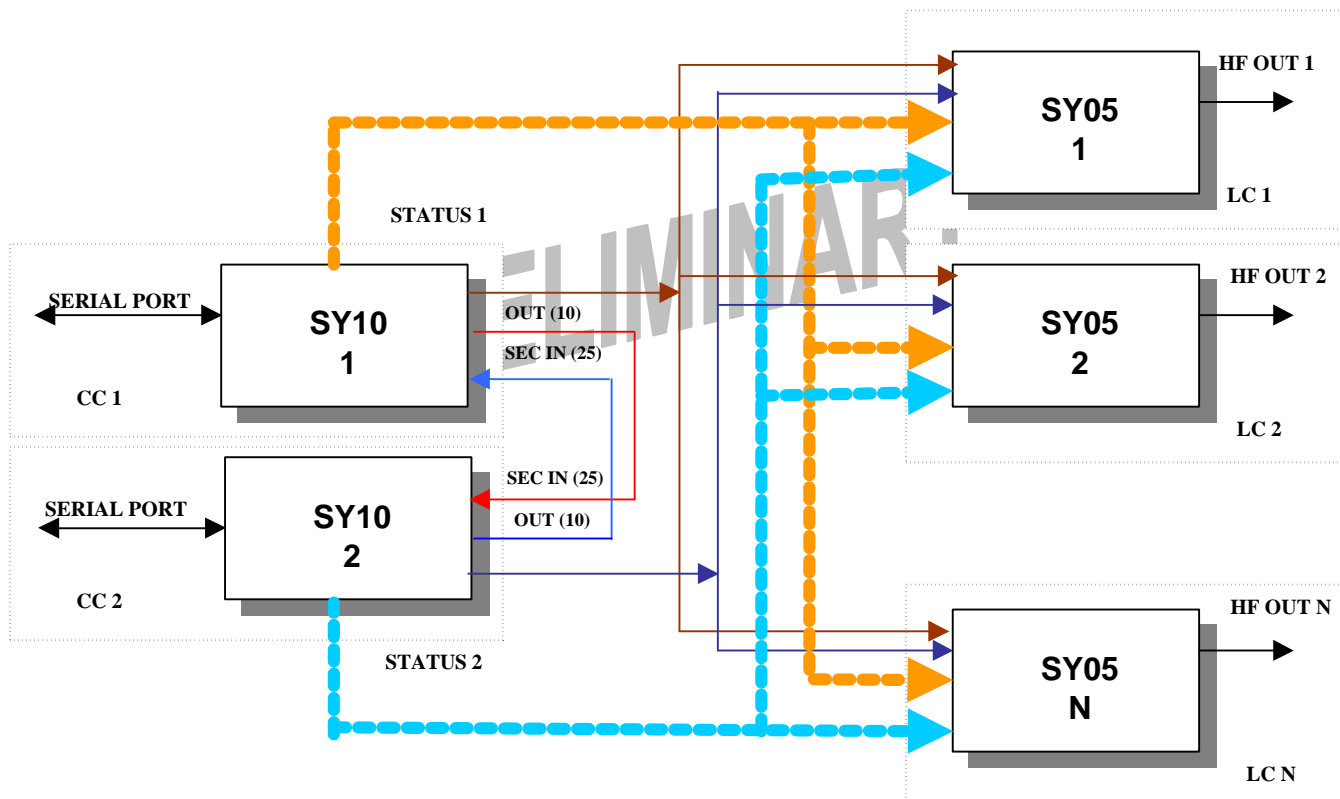 HF OUT 1
SY05
1
LC 1
STATUS 1
SERIAL PORT
SY10
1
CC 1
OUT (10)
SEC IN (25)
HF OUT 2
SY05
2
LC 2
SERIAL PORT
SY10
2
CC 2
SEC IN (25)
OUT (10)
STATUS 2
HF OUT N
SY05
N
LC N
ELIMINAR